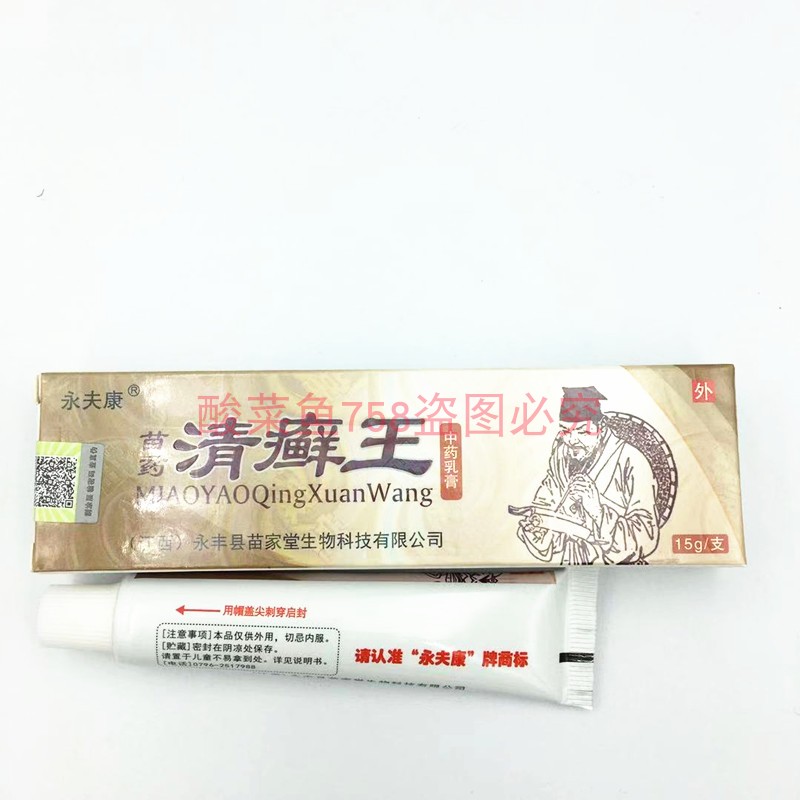 永夫康®
外
酸菜鱼758盗图必究
苗药
清癣王
中药乳膏
MIAOYAOQingXuanWang
(江西)永丰县苗家堂生物科技有限公司
15g/支
用帽盖尖刺穿启封
[注意事项]本品仅供外用，切忌内服。
[贮藏]密封在阴凉处保存。
请置于儿童不易拿到处。详见说明书。
[电话]0796-2517988
请认准“永夫康”牌商标